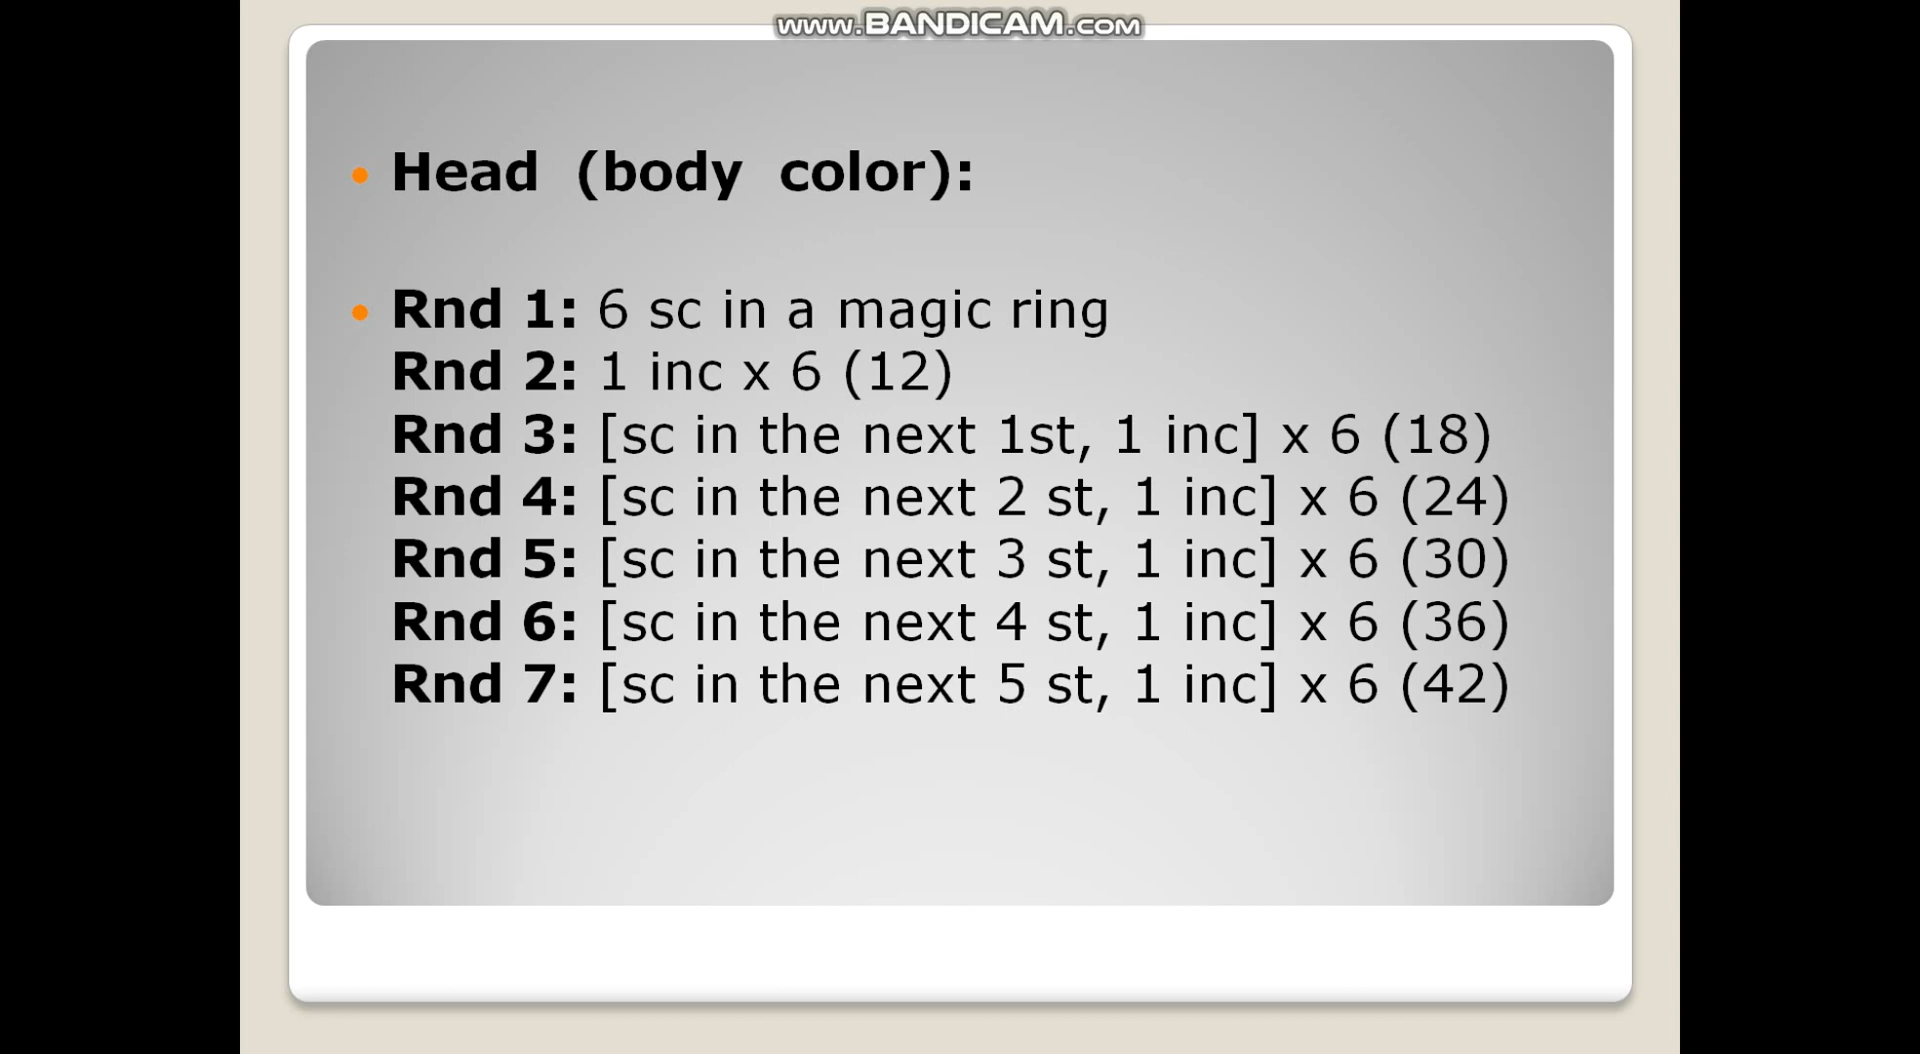 www.BANDICAM.com
Head (body color):
Rnd 1: 6 sc in a magic ring
Rnd 2: 1 inc x 6 (12)
Rnd 3: [sc in the next 1st, 1 inc] x 6 (18)
Rnd 4: [sc in the next 2 st, 1 inc] x 6 (24)
Rnd 5: [sc in the next 3 st, 1 inc] x 6 (30)
Rnd 6: [sc in the next 4 st, 1 inc] x 6 (36)
Rnd 7: [sc in the next 5 st, 1 inc] x 6 (42)